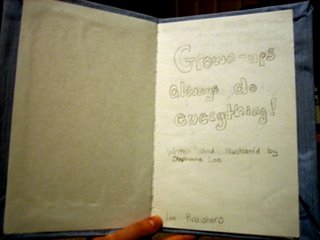 Grown-ups
always do
everything!
Written and Illustrated by
Stephanie Lee
Lee Publishers